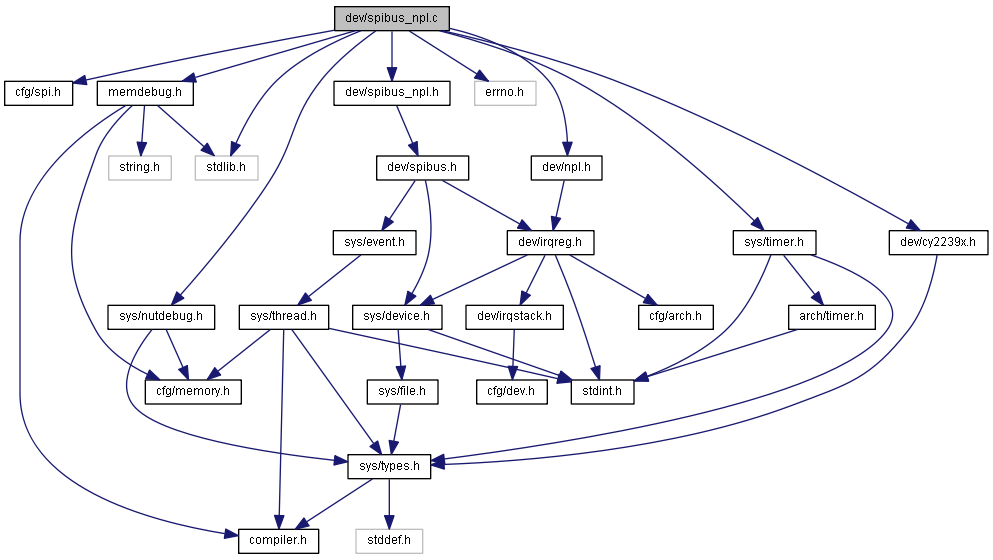 dev/spibus_npl.c
cfg/spi.h
memdebug.h
dev/spibus_npl.h
errno.h
string.h
stdlib.h
dev/spibus.h
dev/npl.h
sys/event.h
dev/irqreg.h
sys/timer.h
dev/cy2239x.h
sys/nutdebug.h
sys/thread.h
sys/device.h
dev/irqstack.h
cfg/arch.h
arch/timer.h
cfg/memory.h
sys/file.h
cfg/dev.h
stdint.h
sys/types.h
compiler.h
stddef.h